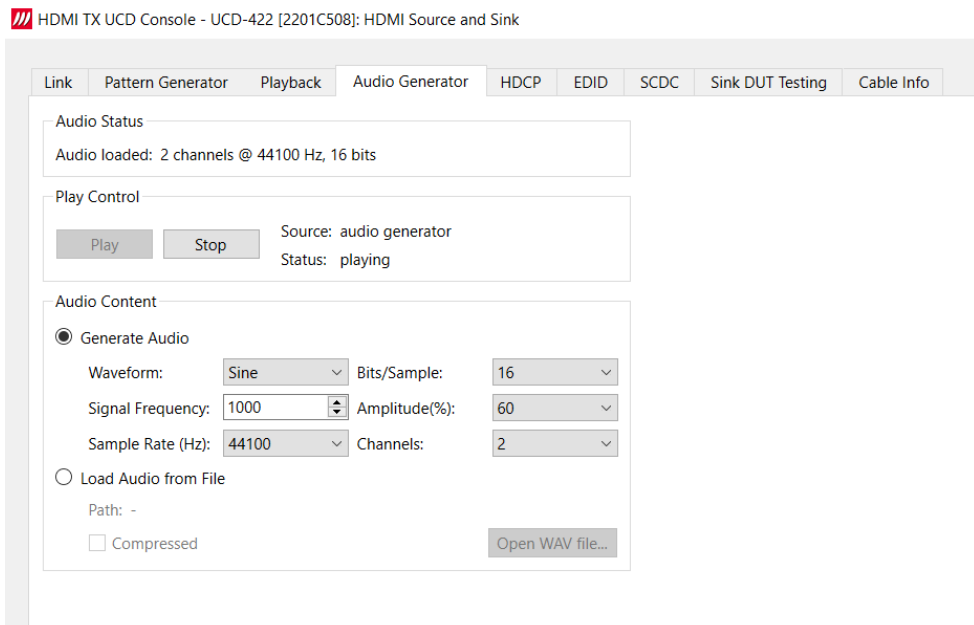 HDMI TX UCD Console - UCD-422 [2201C508]: HDMI Source and Sink
Link Pattern Generator Playback Audio Generator HDCP EDID SCDC Sink DUT Testing Cable Info
Audio Status
Audio loaded: 2 channels @ 44100 Hz, 16 bits
Play Control
Play Stop
Source: audio generator
Status: playing
Audio Content
Generate Audio
Waveform: Sine Bits/Sample: 16
Signal Frequency: 1000 Amplitude(%): 60
Sample Rate (Hz): 44100 Channels: 2
Load Audio from File
Path: -
Compressed Open WAV file...